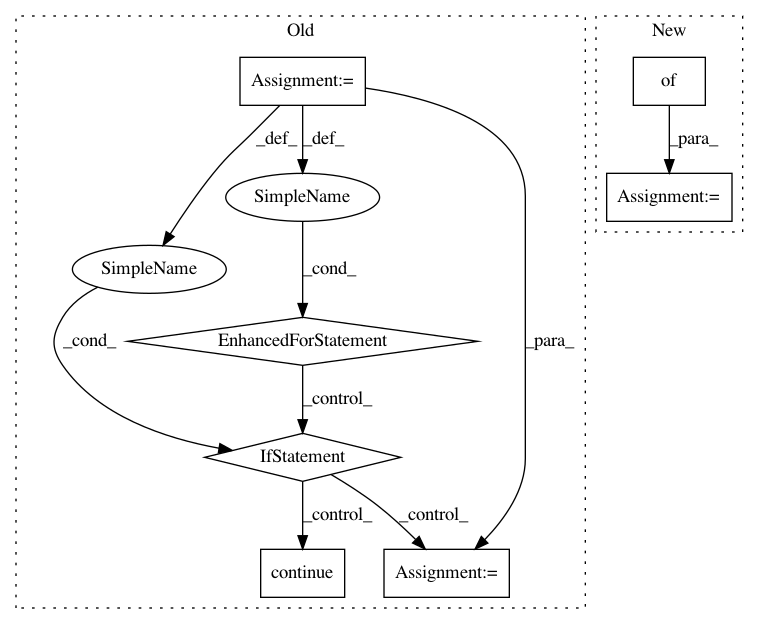 Old
New
Assignment:=
of
_def_
_def_
_para_
SimpleName
Assignment:=
SimpleName
_cond_
_cond_
EnhancedForStatement
_para_
_control_
IfStatement
_control_
_control_
continue
Assignment:=